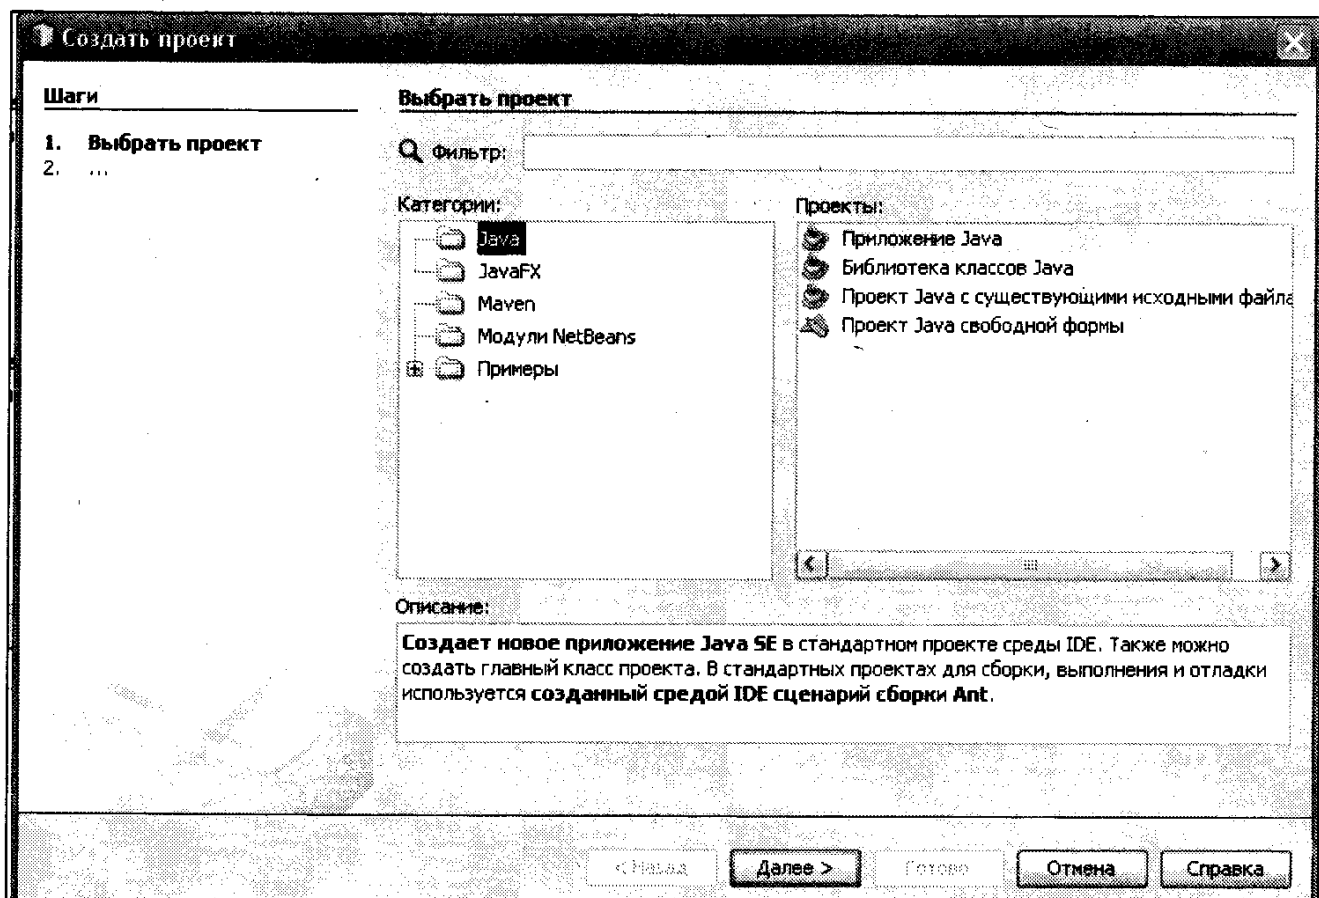 Создать проект
Шаги
1. Выбрать проект
2. ...
Выбрать проект
Фильтр:
Категории:
Java
JavaFX
Maven
Модули NetBeans
Примеры
Проекты:
Приложение Java
Библиотека классов Java
Проект Java с существующими исходными файла
Проект Java свободной формы
Описание:
Создает новое приложение Java SE в стандартном проекте среды IDE. Также можно
создать главный класс проекта. В стандартных проектах для сборки, выполнения и отладки
используется созданный средой IDE сценарий сборки Ant.
< Назад
Далее >
Готово
Отмена
Справка